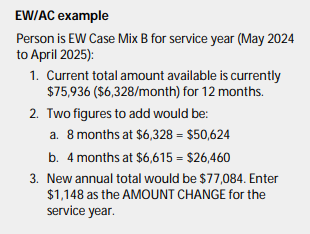 EW/AC example
Person is EW Case Mix B for service year (May 2024
to April 2025):
1. Current total amount available is currently
$75,936 ($6,328/month) for 12 months.
2. Two figures to add would be:
a. 8 months at $6,328 = $50,624
b. 4 months at $6,615 = $26,460
3. New annual total would be $77,084. Enter
$1,148 as the AMOUNT CHANGE for the
service year.